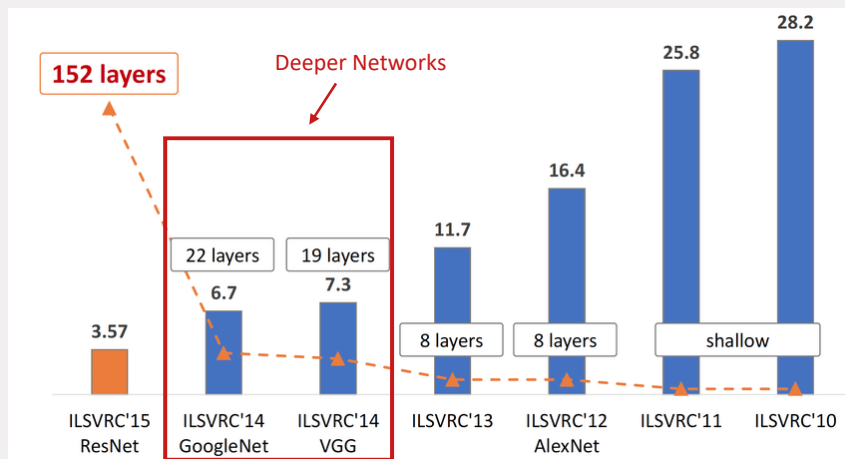 Deeper Networks
152 layers
28.2
25.8
16.4
11.7
22 layers
19 layers
6.7
7.3
3.57
8 layers
8 layers
shallow
ILSVRC'15
ResNet
ILSVRC'14
GoogleNet
ILSVRC'14
VGG
ILSVRC'13
ILSVRC'12
AlexNet
ILSVRC'11
ILSVRC'10